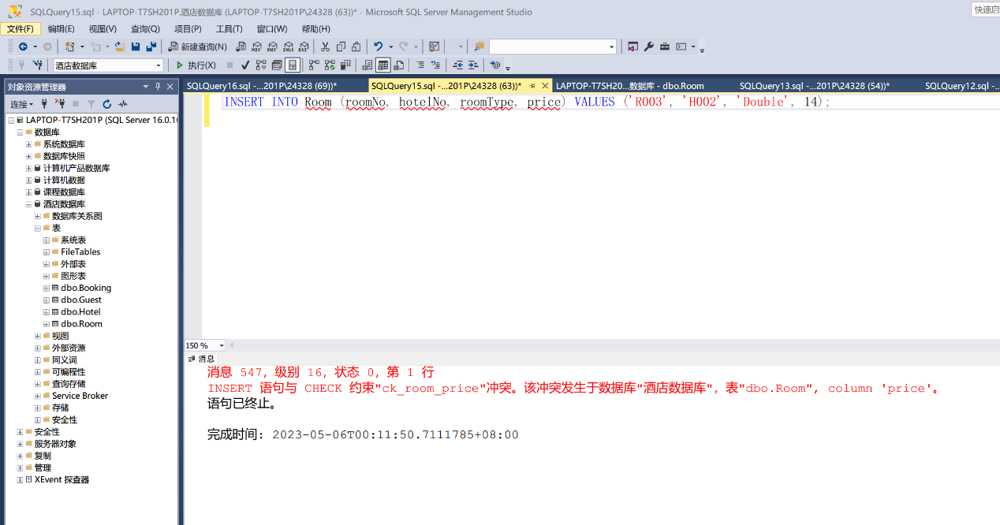 SQLQuery15.sql - LAPTOP-T7SH201P.酒店数据库 (LAPTOP-T7SH201P\24328 (63))* - Microsoft SQL Server Management Studio
快速启
文件(F) 编辑(E) 视图(V) 查询(Q) 项目(P) 工具(T) 窗口(W) 帮助(H)
新建查询(N)
酒店数据库 执行(X)
对象资源管理器
SQLQuery16.sql -...201P\24328 (69))* SQLQuery15.sql -...201P\24328 (63))* LAPTOP-T7SH20...数据库 - dbo.Room SQLQuery13.sql -...201P\24328 (54))* SQLQuery12.sql
连接
INSERT INTO Room (roomNo, hotelNo, roomType, price) VALUES ('R003', 'H002', 'Double', 14);
LAPTOP-T7SH201P (SQL Server 16.0.10
数据库
系统数据库
数据库快照
计算机产品数据库
计算机数据
课程数据库
酒店数据库
数据库关系图
表
系统表
FileTables
外部表
图形表
dbo.Booking
dbo.Guest
dbo.Hotel
dbo.Room
视图
外部资源
同义词
可编程性
查询存储
Service Broker
存储
安全性
安全性
服务器对象
复制
管理
XEvent 探查器
150 %
消息
消息 547，级别 16，状态 0，第 1 行
INSERT 语句与 CHECK 约束"ck_room_price"冲突。该冲突发生于数据库"酒店数据库"，表"dbo.Room", column 'price'。
语句已终止。
完成时间: 2023-05-06T00:11:50.7111785+08:00